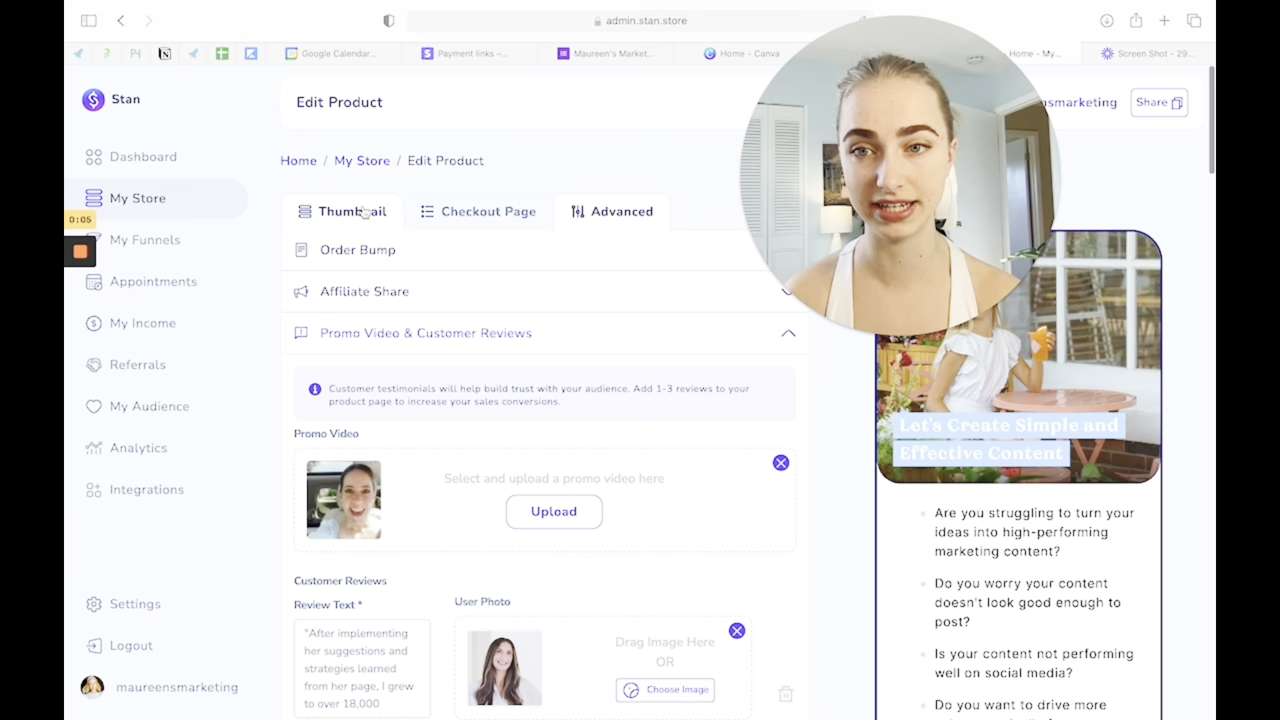 admin.stan.store
Google Calendar...
Payment links –...
Maureen's Market...
Home – Canva
Home - My...
Screen Shot - 29...
Stan
Edit Product
nsmarketing
Share
Home / My Store / Edit Product
Dashboard
My Store
0:05
My Funnels
Appointments
My Income
Referrals
My Audience
Analytics
Integrations
Settings
Logout
maureensmarketing
Thumbnail
Checkout Page
Advanced
Order Bump
Affiliate Share
Promo Video & Customer Reviews
Customer testimonials will help build trust with your audience. Add 1-3 reviews to your
product page to increase your sales conversions.
Promo Video
Select and upload a promo video here
Upload
Customer Reviews
Review Text *
User Photo
"After implementing
her suggestions and
strategies learned
from her page, I grew
to over 18,000
Drag Image Here
OR
Choose Image
Let's Create Simple and
Effective Content
Are you struggling to turn your
ideas into high-performing
marketing content?
Do you worry your content
doesn't look good enough to
post?
Is your content not performing
well on social media?
Do you want to drive more